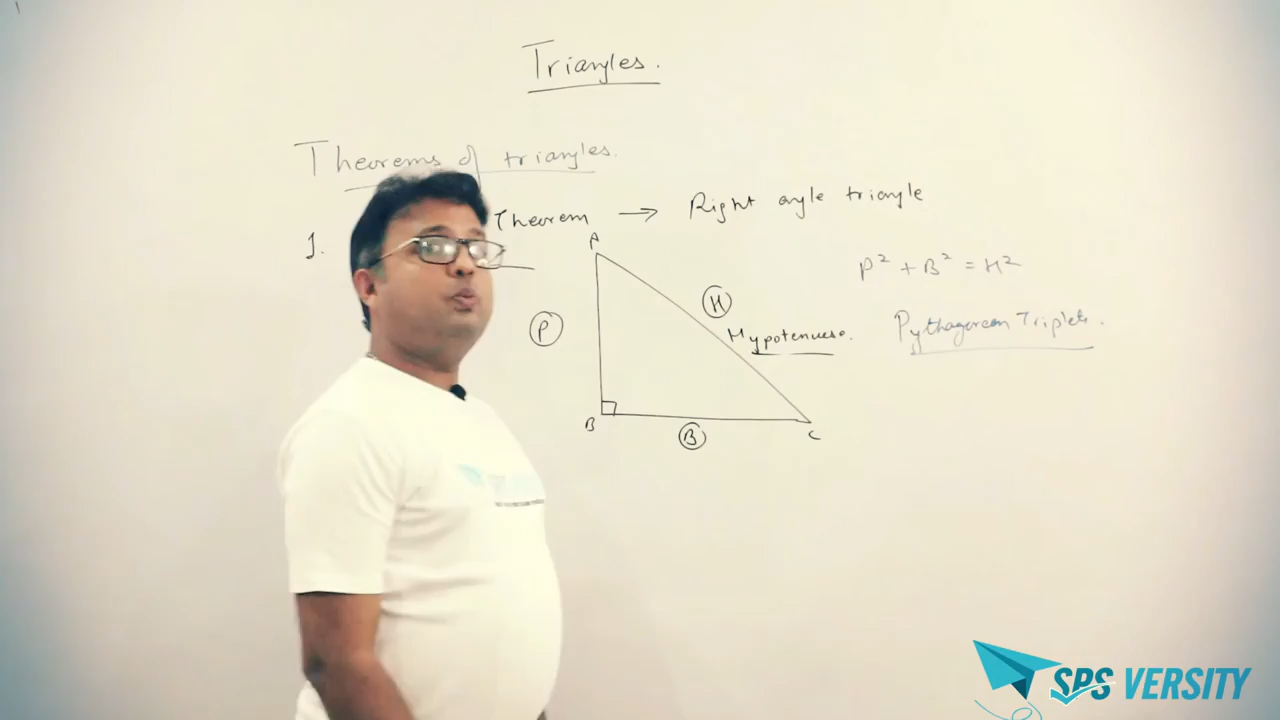 Triangles.
Theorems of triangles.
1. Theorem → Right angle triangle
A
P² + B² = H²
H
P
Hypotenuse.
Pythagorean Triplets.
B
C
B
SPS VERSITY